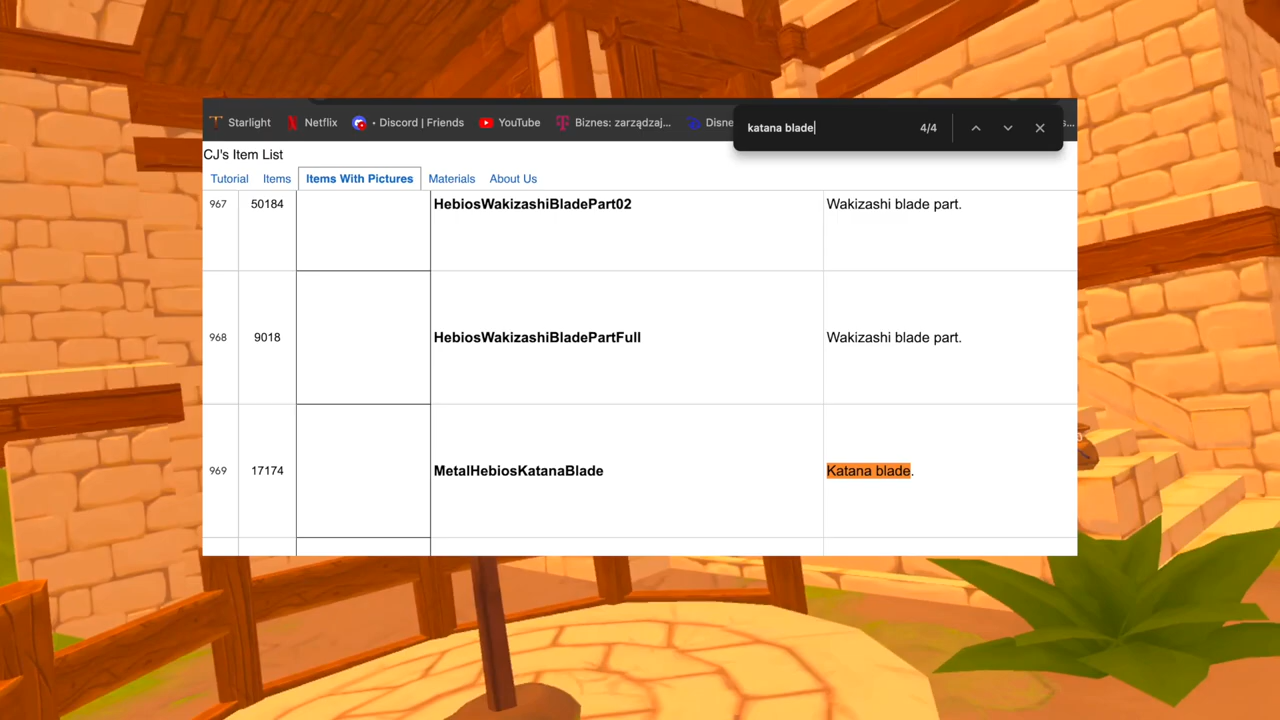 Starlight Netflix • Discord | Friends YouTube Biznes: zarządzaj... Disne
katana blade 4/4
CJ's Item List
Tutorial Items Items With Pictures Materials About Us
967 50184 HebiosWakizashiBladePart02 Wakizashi blade part.
968 9018 HebiosWakizashiBladePartFull Wakizashi blade part.
969 17174 MetalHebiosKatanaBlade Katana blade.